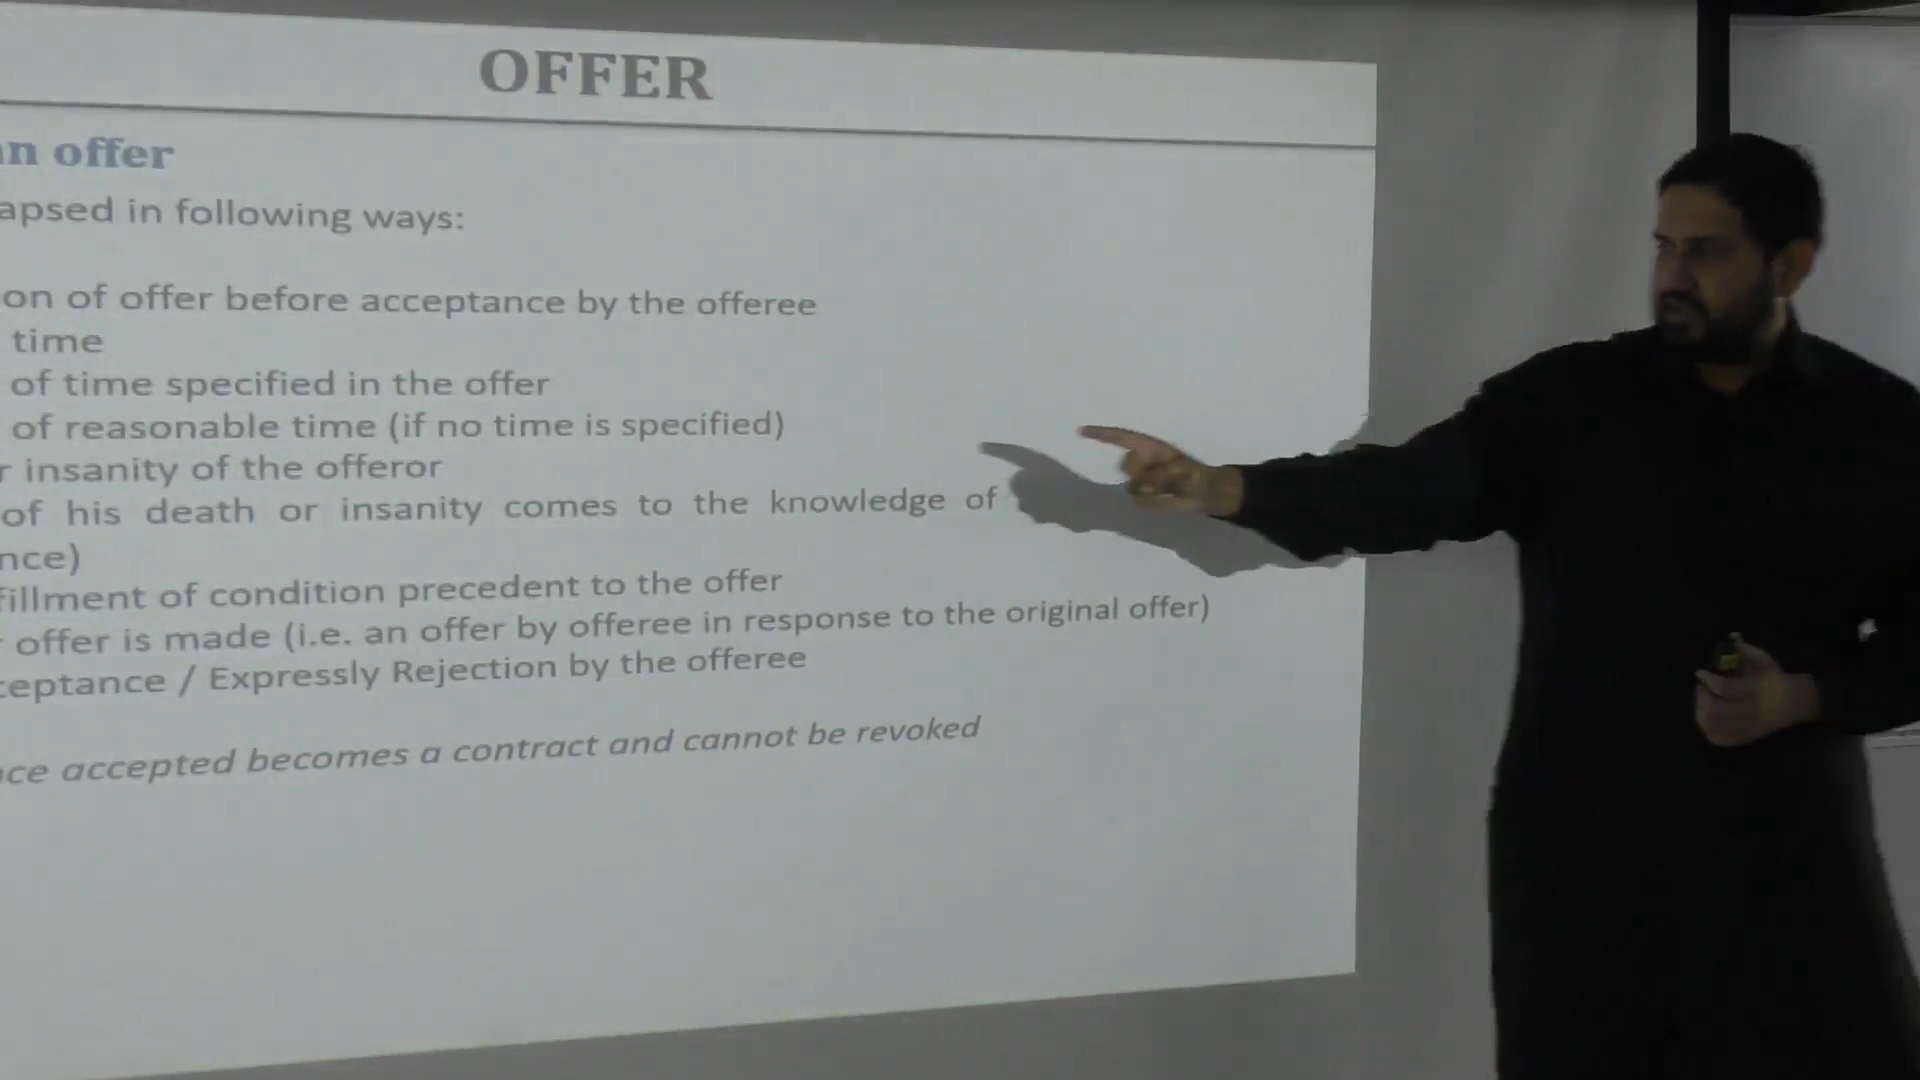 OFFER
an offer
apsed in following ways:
on of offer before acceptance by the offeree
time
of time specified in the offer
of reasonable time (if no time is specified)
r insanity of the offeror
of his death or insanity comes to the knowledge of
nce)
fillment of condition precedent to the offer
r offer is made (i.e. an offer by offeree in response to the original offer)
ceptance / Expressly Rejection by the offeree
nce accepted becomes a contract and cannot be revoked